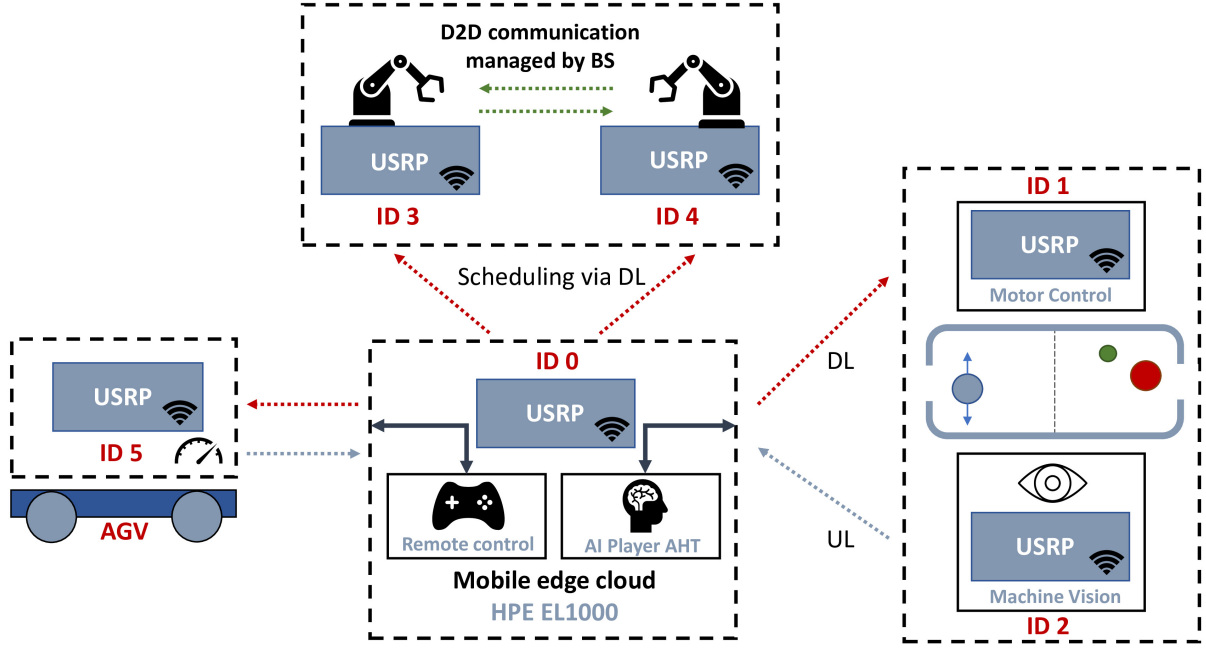 D2D communication
managed by BS
USRP
USRP
ID 3
ID 4
Scheduling via DL
ID 1
USRP
Motor Control
DL
UL
USRP
Machine Vision
ID 2
USRP
ID 5
AGV
ID 0
USRP
Remote control
AI Player AHT
Mobile edge cloud
HPE EL1000